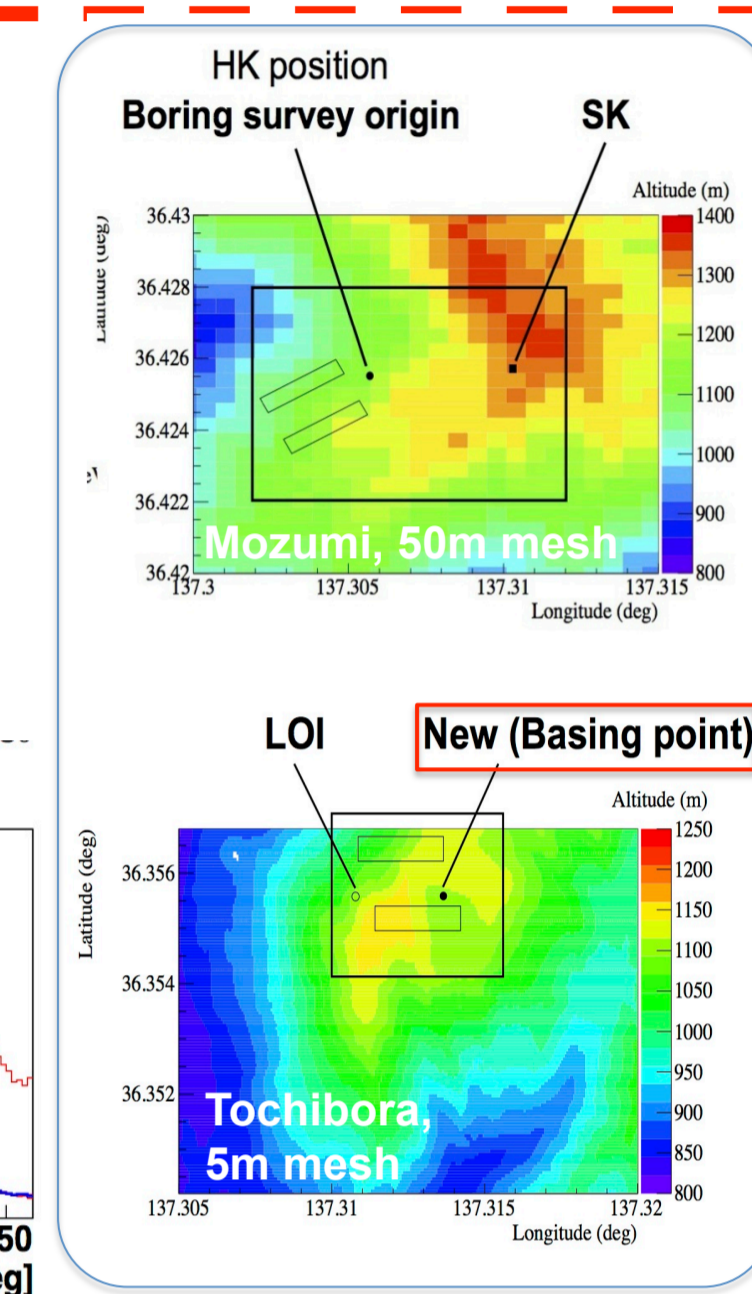 HK position
Boring survey origin
SK
Altitude (m)
Latitude (deg)
36.43
36.428
36.426
36.424
36.422
36.42
1400
1300
1200
1100
1000
900
800
Mozumi, 50m mesh
137.3
137.305
137.31
137.315
Longitude (deg)
LOI
New (Basing point)
Altitude (m)
Latitude (deg)
36.356
36.354
36.352
1250
1200
1150
1100
1050
1000
950
900
850
800
Tochibora,
5m mesh
137.305
137.31
137.315
137.32
Longitude (deg)
50
eg]